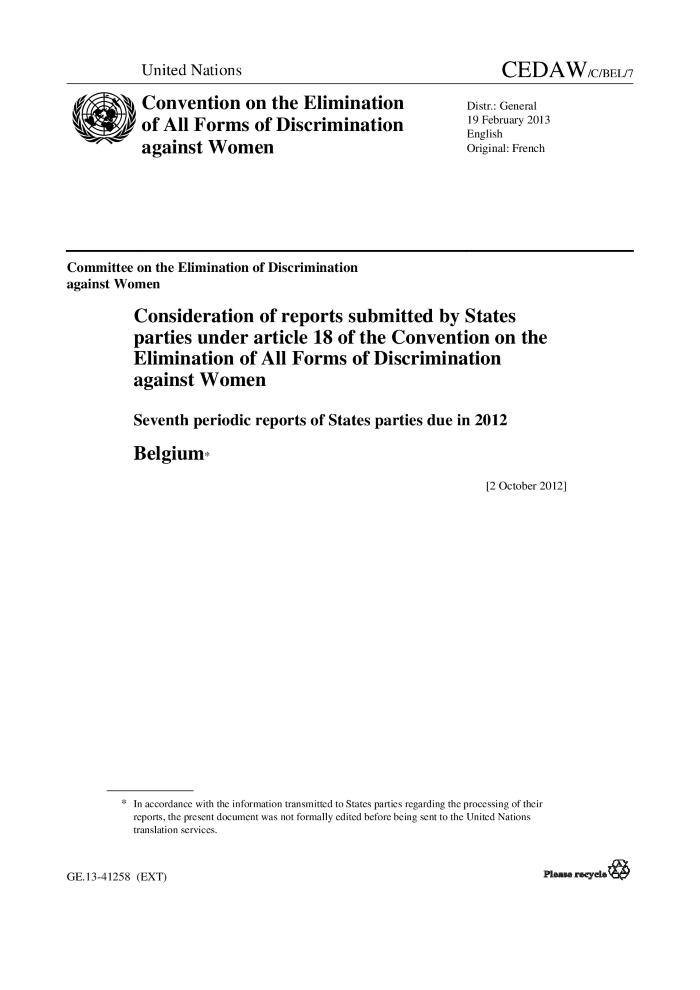 United Nations
CEDAW/C/BEL/7
Convention on the Elimination
of All Forms of Discrimination
against Women
Distr.: General
19 February 2013
English
Original: French
Committee on the Elimination of Discrimination
against Women
Consideration of reports submitted by States
parties under article 18 of the Convention on the
Elimination of All Forms of Discrimination
against Women
Seventh periodic reports of States parties due in 2012
Belgium*
[2 October 2012]
* In accordance with the information transmitted to States parties regarding the processing of their
reports, the present document was not formally edited before being sent to the United Nations
translation services.
GE.13-41258 (EXT)
Please recycle